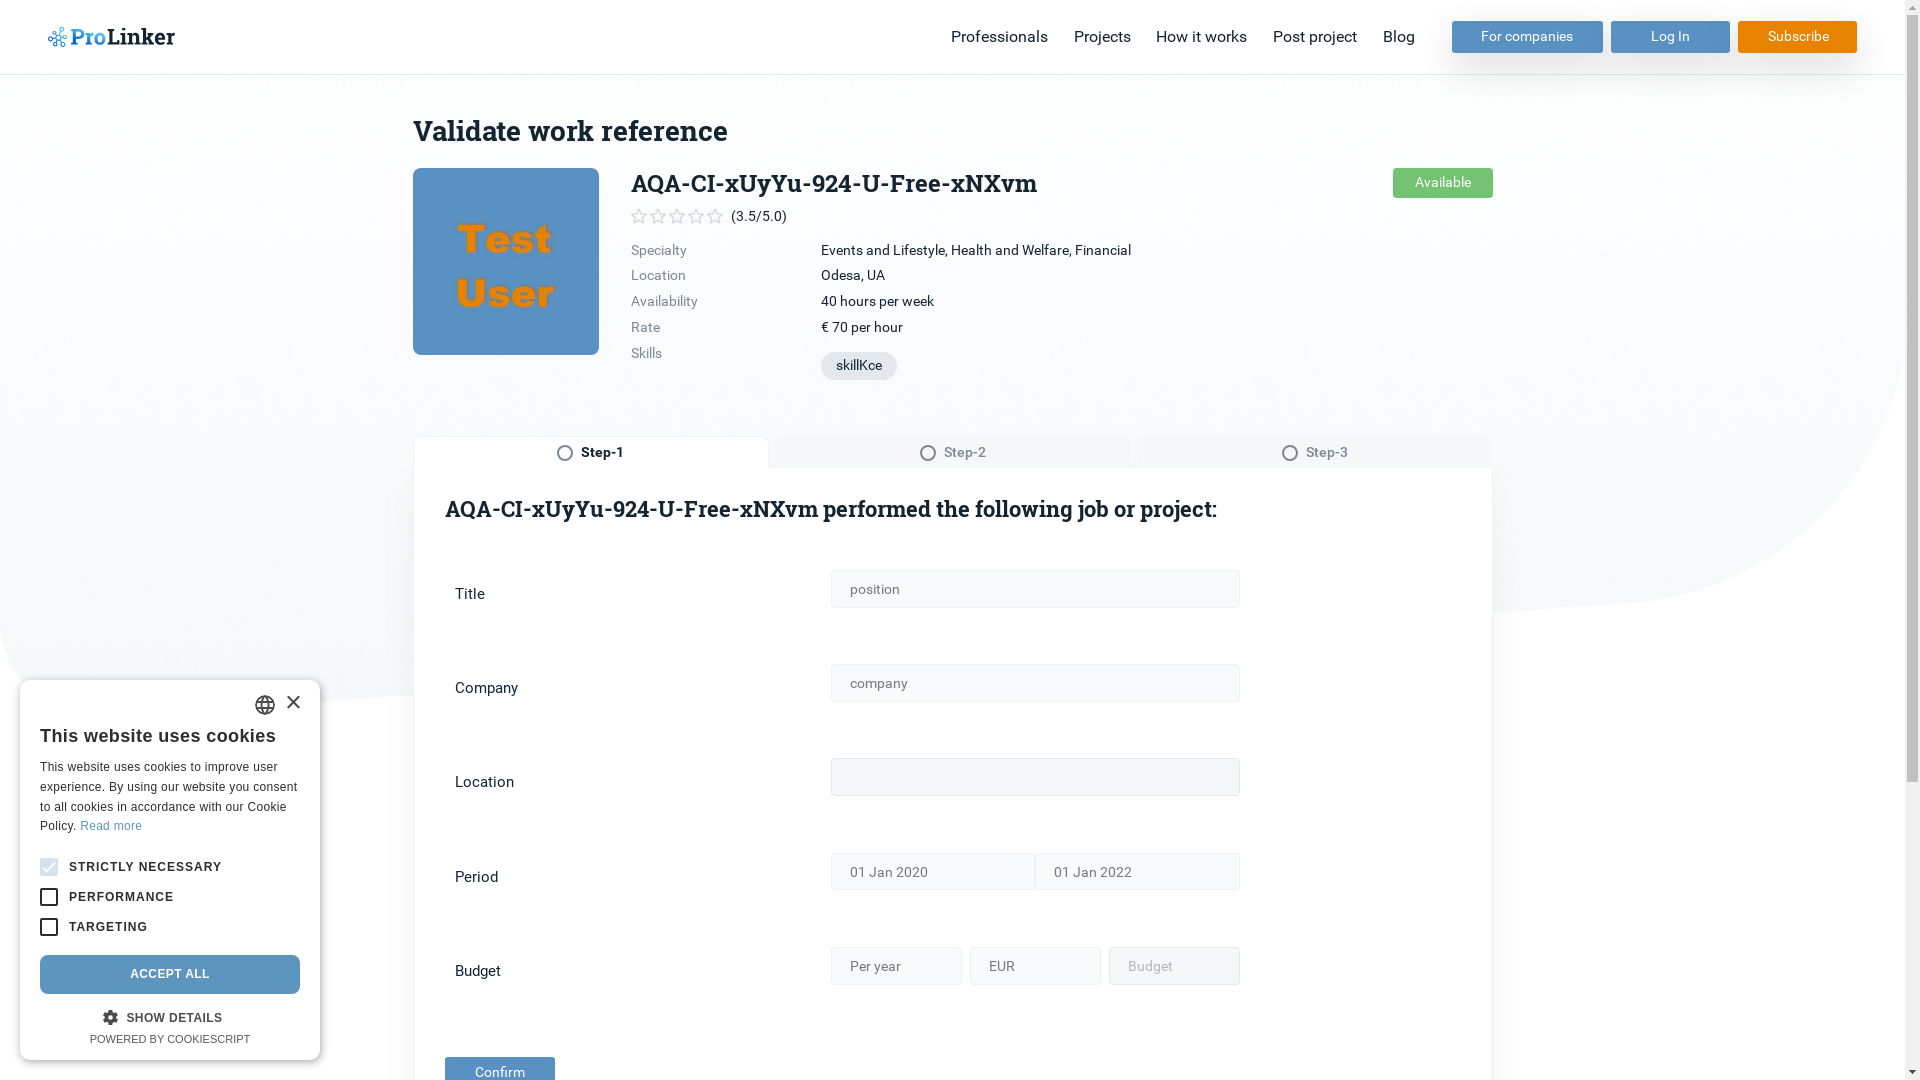 ProLinker
Professionals
Projects
How it works
Post project
Blog
For companies
Log In
Subscribe
Validate work reference
Test
User
AQA-CI-xUyYu-924-U-Free-xNXvm
Available
(3.5/5.0)
Specialty Events and Lifestyle, Health and Welfare, Financial
Location Odesa, UA
Availability 40 hours per week
Rate € 70 per hour
Skills skillKce
Step-1
Step-2
Step-3
AQA-CI-xUyYu-924-U-Free-xNXvm performed the following job or project:
Title position
Company company
Location
Period 01 Jan 2020 01 Jan 2022
Budget Per year EUR Budget
Confirm
×
This website uses cookies
This website uses cookies to improve user
experience. By using our website you consent
to all cookies in accordance with our Cookie
Policy. Read more
STRICTLY NECESSARY
PERFORMANCE
TARGETING
ACCEPT ALL
SHOW DETAILS
POWERED BY COOKIESCRIPT